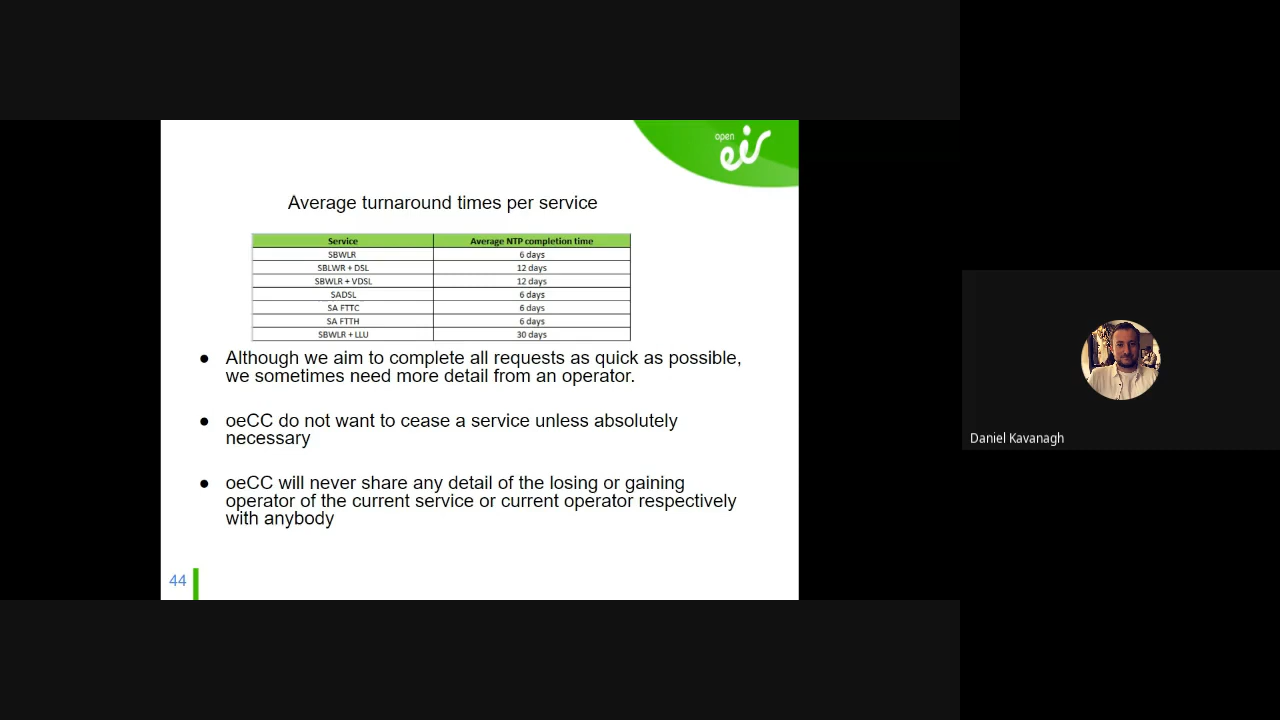 open
eir
Average turnaround times per service
Service Average NTP completion time
SBWLR 6 days
SBLWR + DSL 12 days
SBWLR + VDSL 12 days
SADSL 6 days
SA FTTC 6 days
SA FTTH 6 days
SBWLR + LLU 30 days
● Although we aim to complete all requests as quick as possible,
we sometimes need more detail from an operator.
● oeCC do not want to cease a service unless absolutely
necessary
● oeCC will never share any detail of the losing or gaining
operator of the current service or current operator respectively
with anybody
44
Daniel Kavanagh